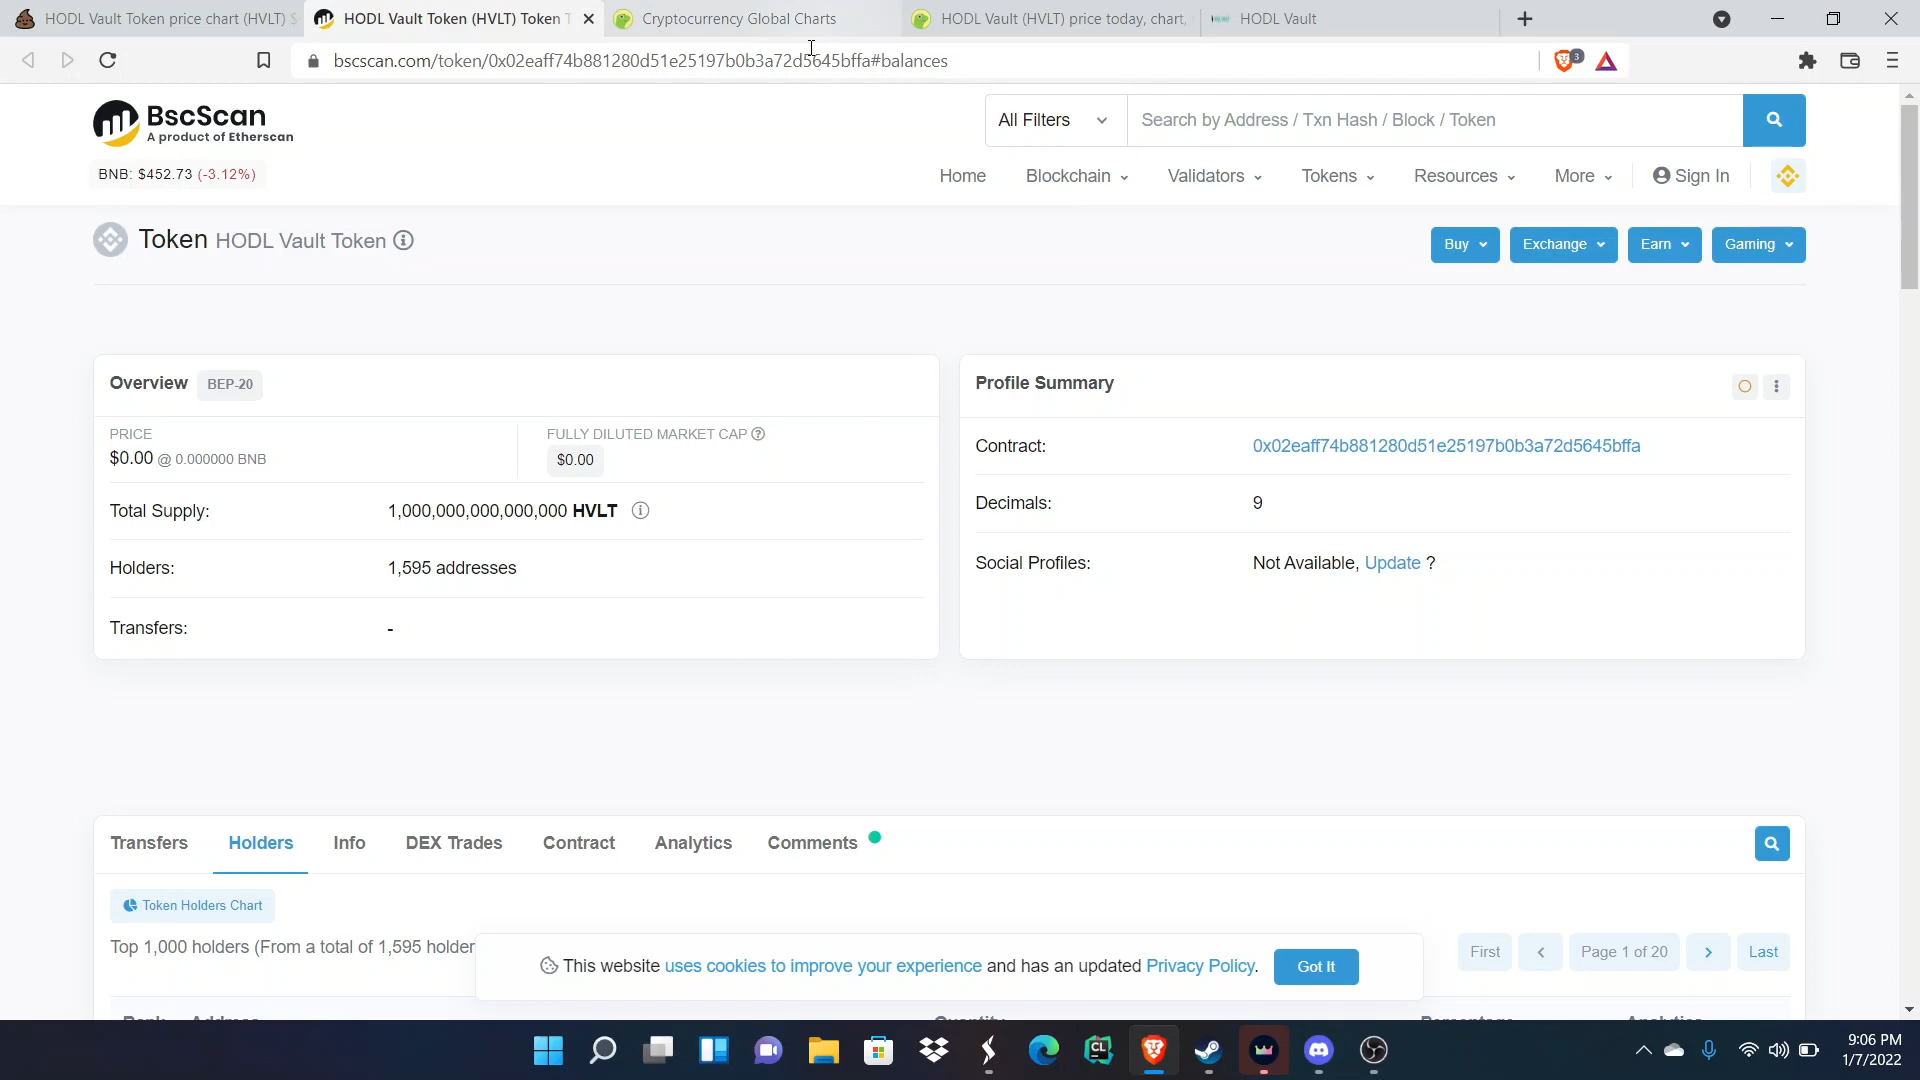 HODL Vault Token price chart (HVLT) $
HODL Vault Token (HVLT) Token T
Cryptocurrency Global Charts
HODL Vault (HVLT) price today, chart,
HODL Vault
bscscan.com/token/0x02eaff74b881280d51e25197b0b3a72d5645bffa#balances
3
BscScan
A product of Etherscan
All Filters
Search by Address / Txn Hash / Block / Token
BNB: $452.73 (-3.12%)
Home
Blockchain
Validators
Tokens
Resources
More
Sign In
Token HODL Vault Token
Buy
Exchange
Earn
Gaming
Overview BEP-20
PRICE
$0.00 @ 0.000000 BNB
FULLY DILUTED MARKET CAP
$0.00
Total Supply: 1,000,000,000,000,000 HVLT
Holders: 1,595 addresses
Transfers: -
Profile Summary
Contract: 0x02eaff74b881280d51e25197b0b3a72d5645bffa
Decimals: 9
Social Profiles: Not Available, Update ?
Transfers
Holders
Info
DEX Trades
Contract
Analytics
Comments
Token Holders Chart
Top 1,000 holders (From a total of 1,595 holder
First
Page 1 of 20
Last
This website uses cookies to improve your experience and has an updated Privacy Policy.
Got It
Rank Address Quantity Percentage Analytics
CL
9:06 PM
1/7/2022